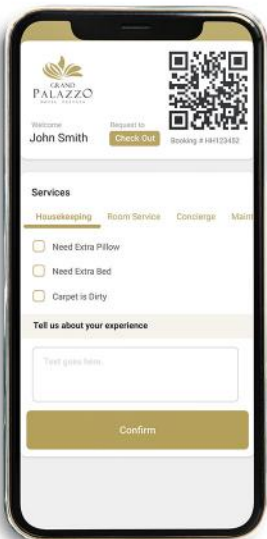 GRAND
PALAZZO
Welcome
John Smith
Request to
Check Out
Booking # HH123452
Services
Housekeeping Room Service Concierge Maint
Need Extra Pillow
Need Extra Bed
Carpet is Dirty
Tell us about your experience
Text goes here
Confirm